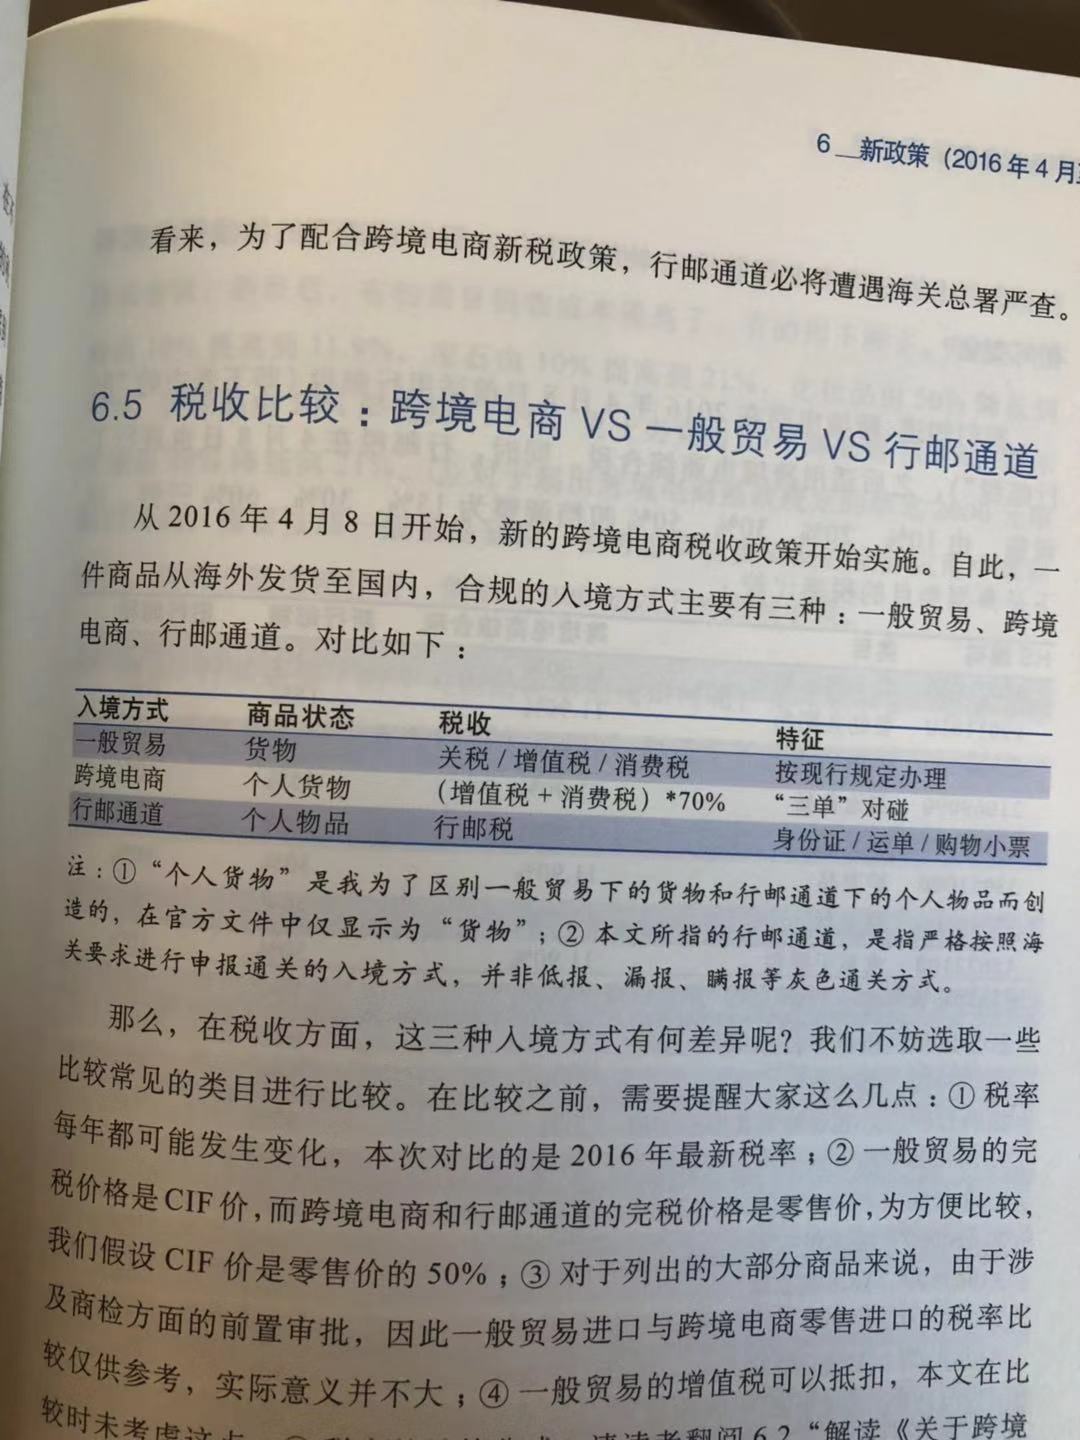 6 新政策（2016 年 4 月
看来，为了配合跨境电商新税政策，行邮通道必将遭遇海关总署严查。
6.5 税收比较：跨境电商 VS 一般贸易 VS 行邮通道
从 2016 年 4 月 8 日开始，新的跨境电商税收政策开始实施。自此，一
件商品从海外发货至国内，合规的入境方式主要有三种：一般贸易、跨境
电商、行邮通道。对比如下：
入境方式 商品状态 税收 特征
一般贸易 货物 关税 / 增值税 / 消费税 按现行规定办理
跨境电商 个人货物 （增值税 + 消费税）*70% “三单”对碰
行邮通道 个人物品 行邮税 身份证 / 运单 / 购物小票
注：①“个人货物”是我为了区别一般贸易下的货物和行邮通道下的个人物品而创
造的，在官方文件中仅显示为“货物”；② 本文所指的行邮通道，是指严格按照海
关要求进行申报通关的入境方式，并非低报、漏报、瞒报等灰色通关方式。
那么，在税收方面，这三种入境方式有何差异呢？我们不妨选取一些
比较常见的类目进行比较。在比较之前，需要提醒大家这么几点：① 税率
每年都可能发生变化，本次对比的是 2016 年最新税率；② 一般贸易的完
税价格是 CIF 价，而跨境电商和行邮通道的完税价格是零售价，为方便比较，
我们假设 CIF 价是零售价的 50%；③ 对于列出的大部分商品来说，由于涉
及商检方面的前置审批，因此一般贸易进口与跨境电商零售进口的税率比
较仅供参考，实际意义并不大；④ 一般贸易的增值税可以抵扣，本文在比
较时未考虑这点 请读者翻阅 6.2 “解读《关于跨境